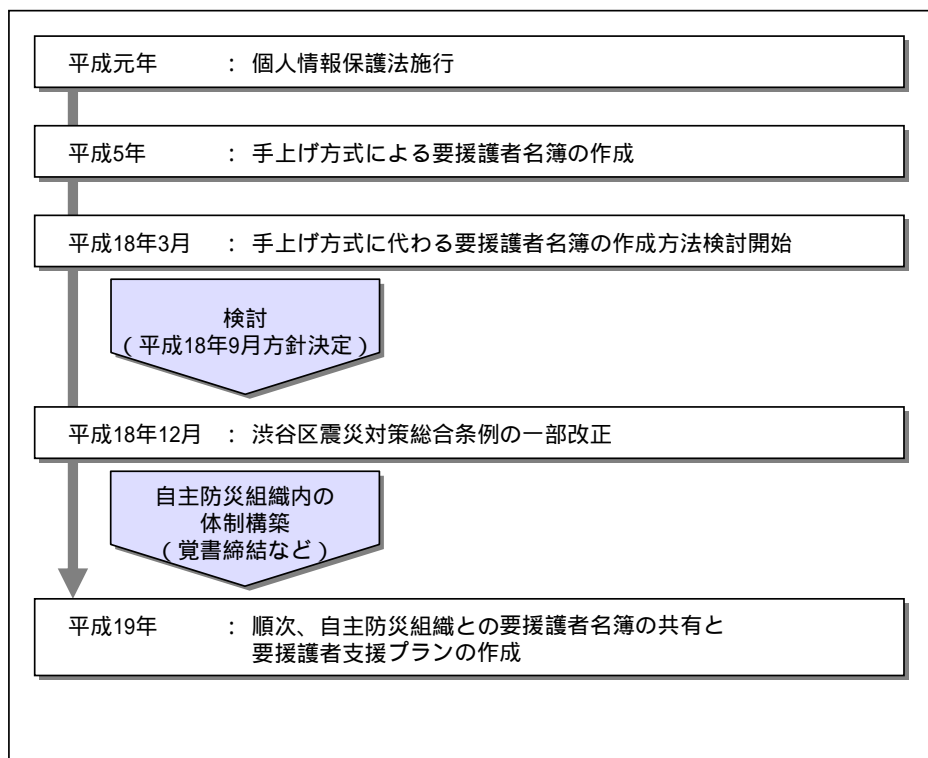 平成元年 : 個人情報保護法施行
平成5年 : 手上げ方式による要援護者名簿の作成
平成18年3月 : 手上げ方式に代わる要援護者名簿の作成方法検討開始
検討
(平成18年9月方針決定)
平成18年12月 : 渋谷区震災対策総合条例の一部改正
自主防災組織内の
体制構築
(覚書締結など)
平成19年 : 順次、自主防災組織との要援護者名簿の共有と
要援護者支援プランの作成